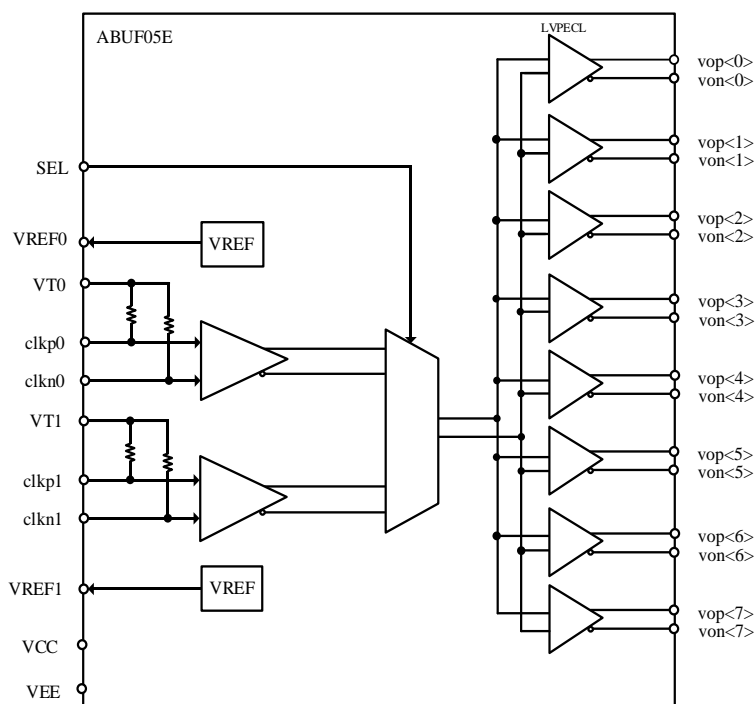 ABUF05E
LVPECL
SEL
VREF0
VREF
VT0
clkp0
clkn0
VT1
clkp1
clkn1
VREF1
VREF
VCC
VEE
vop<0>
von<0>
vop<1>
von<1>
vop<2>
von<2>
vop<3>
von<3>
vop<4>
von<4>
vop<5>
von<5>
vop<6>
von<6>
vop<7>
von<7>